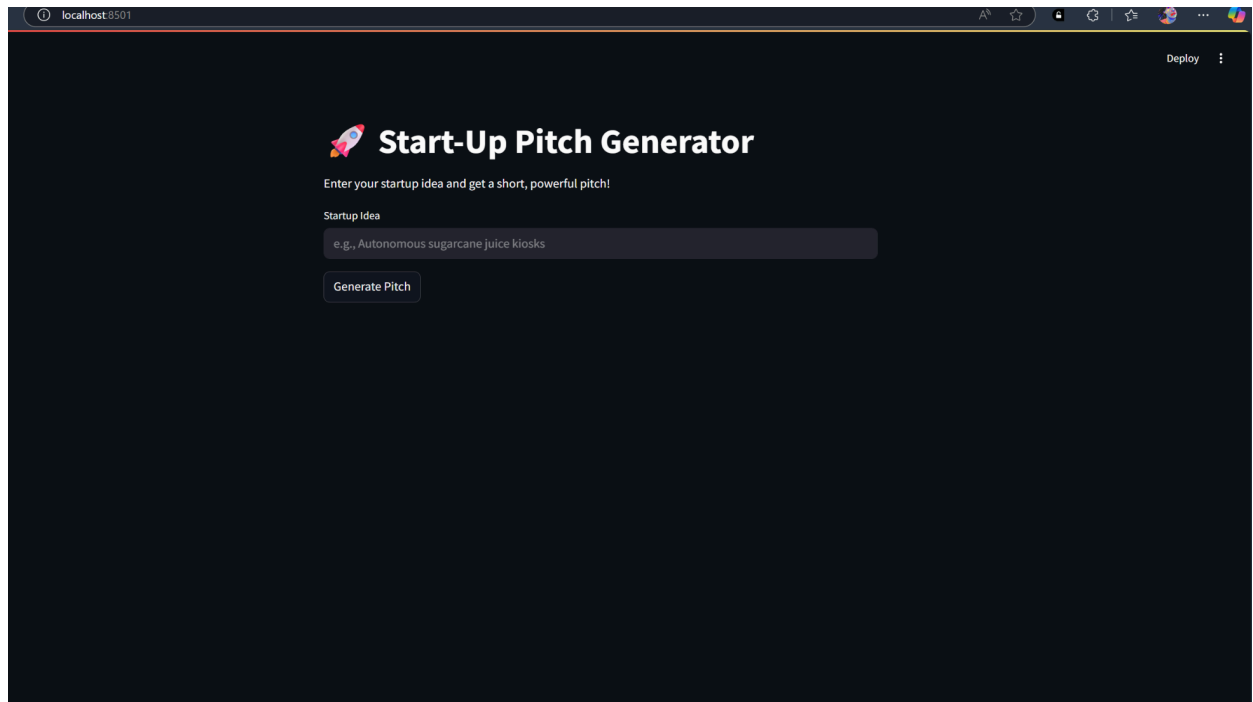 localhost:8501
Deploy
🚀 Start-Up Pitch Generator
Enter your startup idea and get a short, powerful pitch!
Startup Idea
e.g., Autonomous sugarcane juice kiosks
Generate Pitch